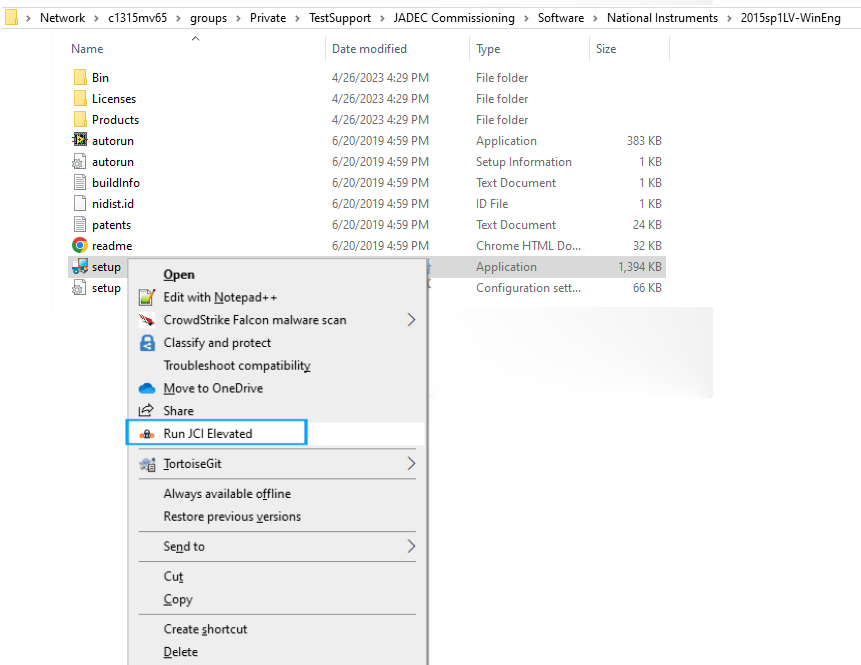 Network > c1315mv65 > groups > Private > TestSupport > JADEC Commissioning > Software > National Instruments > 2015sp1LV-WinEng
Name Date modified Type Size
Bin 4/26/2023 4:29 PM File folder
Licenses 4/26/2023 4:29 PM File folder
Products 4/26/2023 4:29 PM File folder
autorun 6/20/2019 4:59 PM Application 383 KB
autorun 6/20/2019 4:59 PM Setup Information 1 KB
buildInfo 6/20/2019 4:59 PM Text Document 1 KB
nidist.id 6/20/2019 4:59 PM ID File 1 KB
patents 6/20/2019 4:59 PM Text Document 24 KB
readme 6/20/2019 4:59 PM Chrome HTML Do... 32 KB
setup Application 1,394 KB
setup Configuration sett... 66 KB
Open
Edit with Notepad++
CrowdStrike Falcon malware scan
Classify and protect
Troubleshoot compatibility
Move to OneDrive
Share
Run JCI Elevated
TortoiseGit
Always available offline
Restore previous versions
Send to
Cut
Copy
Create shortcut
Delete